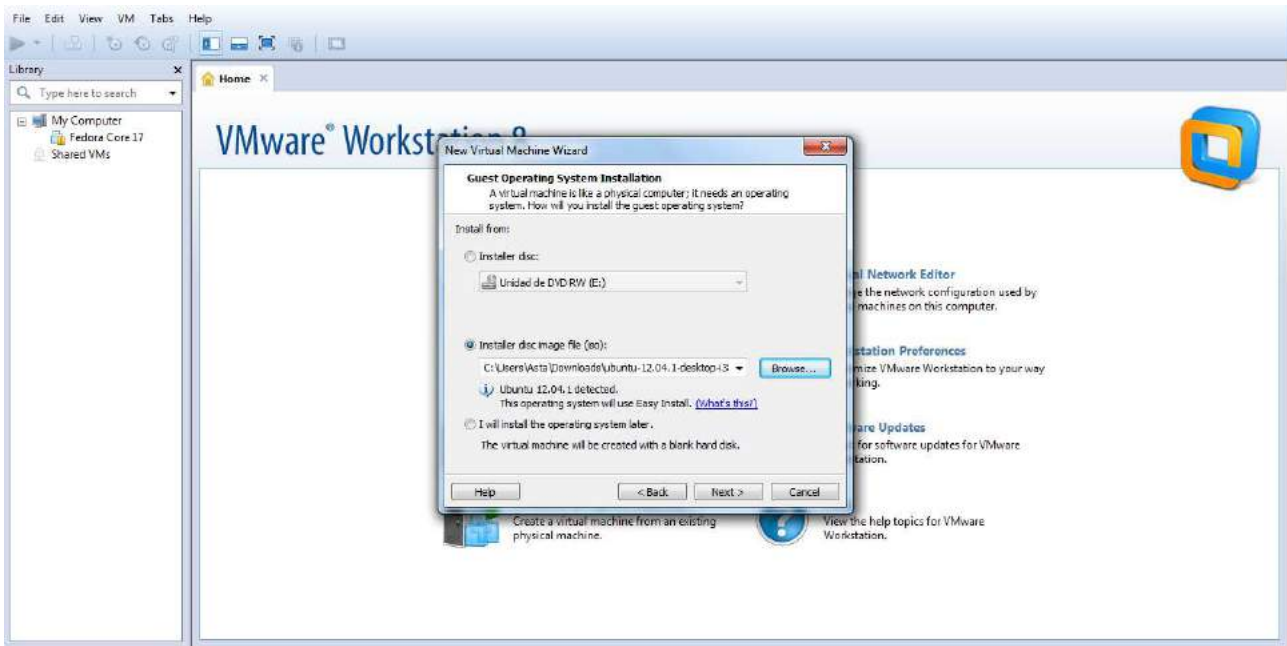 File Edit View VM Tabs Help
Library
Home
Type here to search
My Computer
Fedora Core 17
Shared VMs
VMware® Workstation
New Virtual Machine Wizard
Guest Operating System Installation
A virtual machine is like a physical computer; it needs an operating
system. How will you install the guest operating system?
Install from:
Installer disc:
Unidad de DVD RW (E:)
Installer disc image file (iso):
C:\Users\Asta\Downloads\ubuntu-12.04.1-desktop-i3
Browse...
Ubuntu 12.04.1 detected.
This operating system will use Easy Install. (What's this?)
I will install the operating system later.
The virtual machine will be created with a blank hard disk.
Help
< Back
Next >
Cancel
Network Editor
the network configuration used by
machines on this computer.
station Preferences
mize VMware Workstation to your way
king.
are Updates
for software updates for VMware
tation.
Create a virtual machine from an existing
physical machine.
View the help topics for VMware
Workstation.